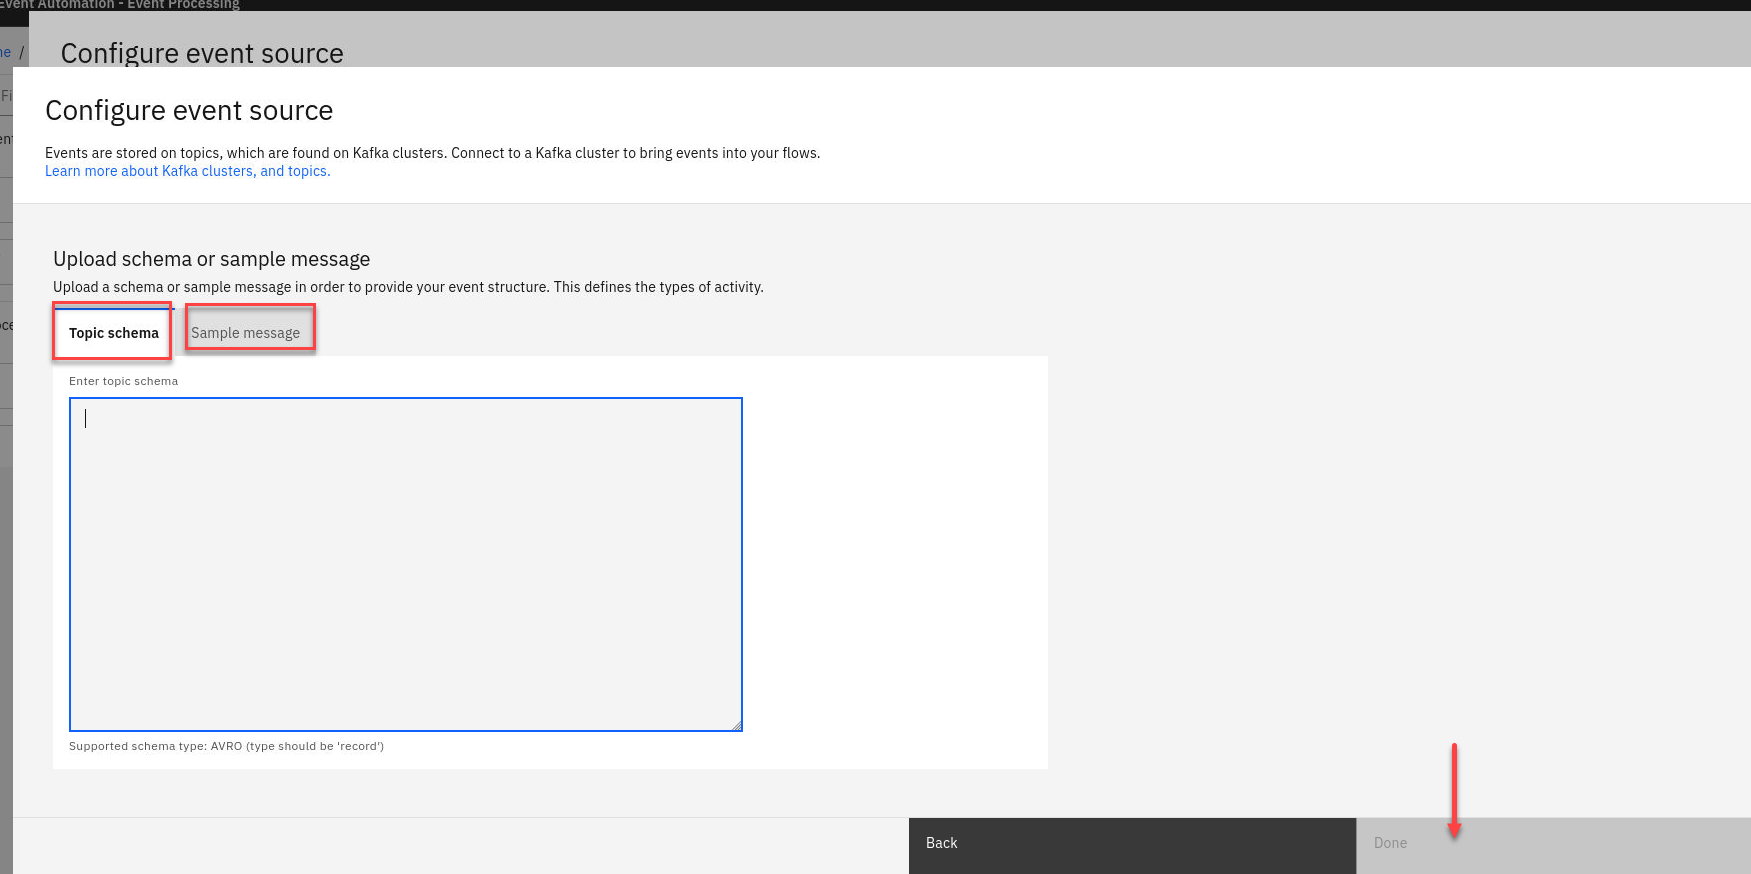 Event Automation - Event Processing
ne /
Configure event source
Configure event source
Events are stored on topics, which are found on Kafka clusters. Connect to a Kafka cluster to bring events into your flows.
Learn more about Kafka clusters, and topics.
Upload schema or sample message
Upload a schema or sample message in order to provide your event structure. This defines the types of activity.
Topic schema
Sample message
Enter topic schema
Supported schema type: AVRO (type should be ‘record’)
Back
Done